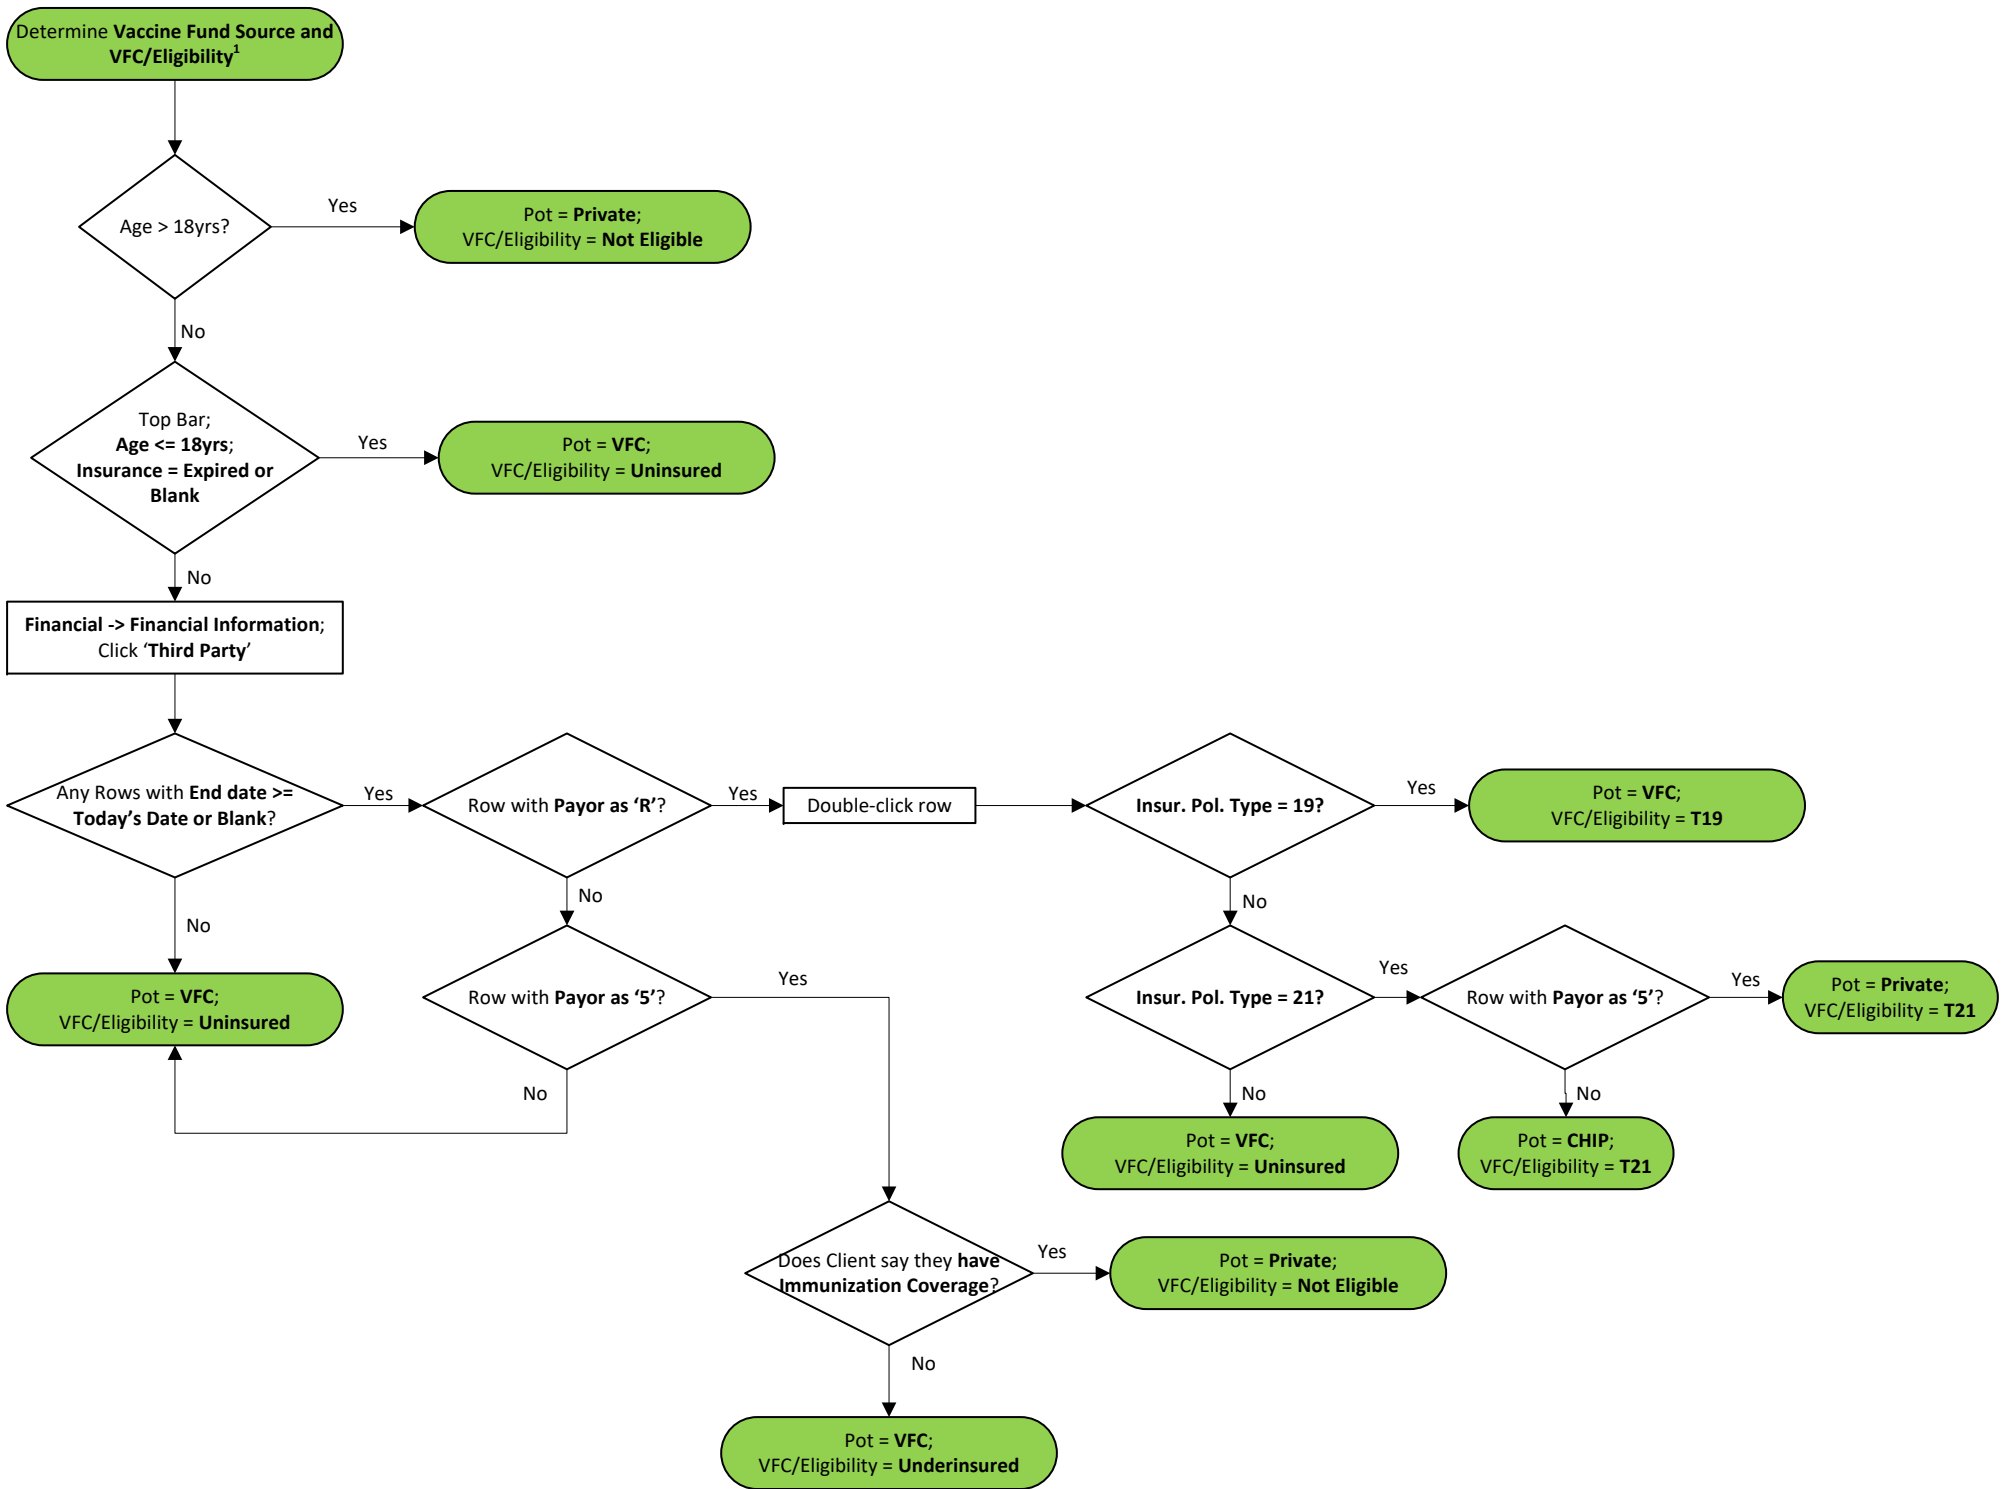 Determine Vaccine Fund Source and
VFC/Eligibility1
Age > 18yrs?
Yes
Pot = Private;
VFC/Eligibility = Not Eligible
No
Top Bar;
Age <= 18yrs;
Insurance = Expired or
Blank
Yes
Pot = VFC;
VFC/Eligibility = Uninsured
No
Financial -> Financial Information;
Click ‘Third Party’
Any Rows with End date >=
Today’s Date or Blank?
Yes
Row with Payor as ‘R’?
Yes
Double-click row
Insur. Pol. Type = 19?
Yes
Pot = VFC;
VFC/Eligibility = T19
No
No
No
Pot = VFC;
VFC/Eligibility = Uninsured
Row with Payor as ‘5’?
Yes
Insur. Pol. Type = 21?
Yes
Row with Payor as ‘5’?
Yes
Pot = Private;
VFC/Eligibility = T21
No
No
No
Pot = VFC;
VFC/Eligibility = Uninsured
Pot = CHIP;
VFC/Eligibility = T21
Does Client say they have
Immunization Coverage?
Yes
Pot = Private;
VFC/Eligibility = Not Eligible
No
Pot = VFC;
VFC/Eligibility = Underinsured